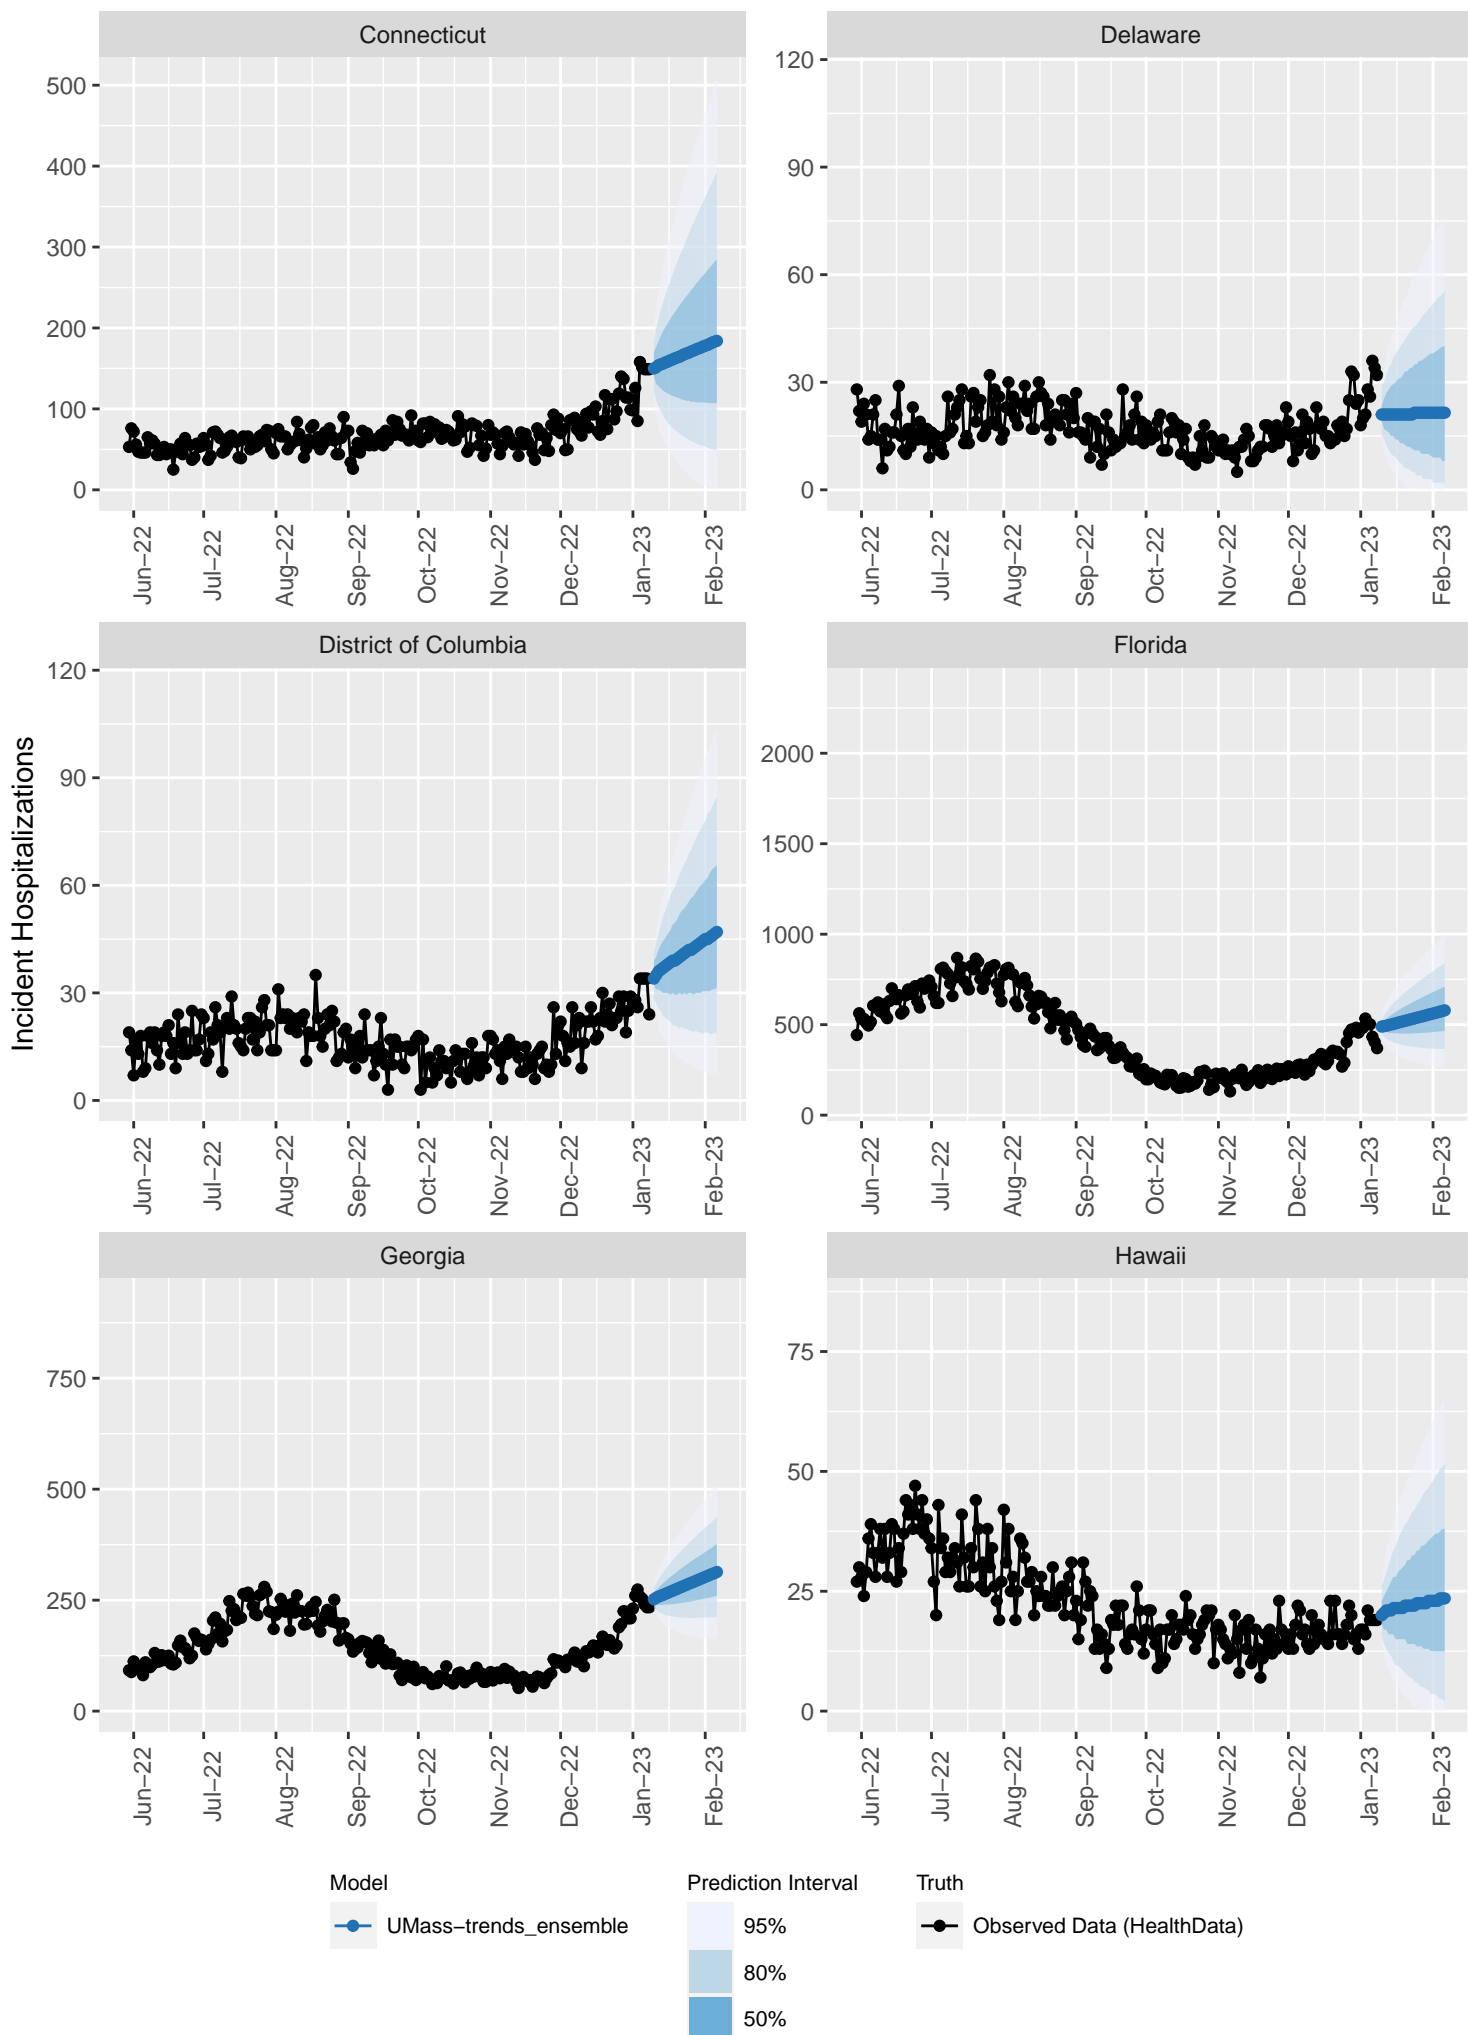 Connecticut
Delaware
500
400
300
200
100
0
120
90
60
30
0
Jun−22
Jul−22
Aug−22
Sep−22
Oct−22
Nov−22
Dec−22
Jan−23
Feb−23
Jun−22
Jul−22
Aug−22
Sep−22
Oct−22
Nov−22
Dec−22
Jan−23
Feb−23
Incident Hospitalizations
District of Columbia
Florida
120
90
60
30
0
2000
1500
1000
500
0
Jun−22
Jul−22
Aug−22
Sep−22
Oct−22
Nov−22
Dec−22
Jan−23
Feb−23
Jun−22
Jul−22
Aug−22
Sep−22
Oct−22
Nov−22
Dec−22
Jan−23
Feb−23
Georgia
Hawaii
750
500
250
0
75
50
25
0
Jun−22
Jul−22
Aug−22
Sep−22
Oct−22
Nov−22
Dec−22
Jan−23
Feb−23
Jun−22
Jul−22
Aug−22
Sep−22
Oct−22
Nov−22
Dec−22
Jan−23
Feb−23
Model
UMass−trends_ensemble
Prediction Interval
95%
80%
50%
Truth
Observed Data (HealthData)